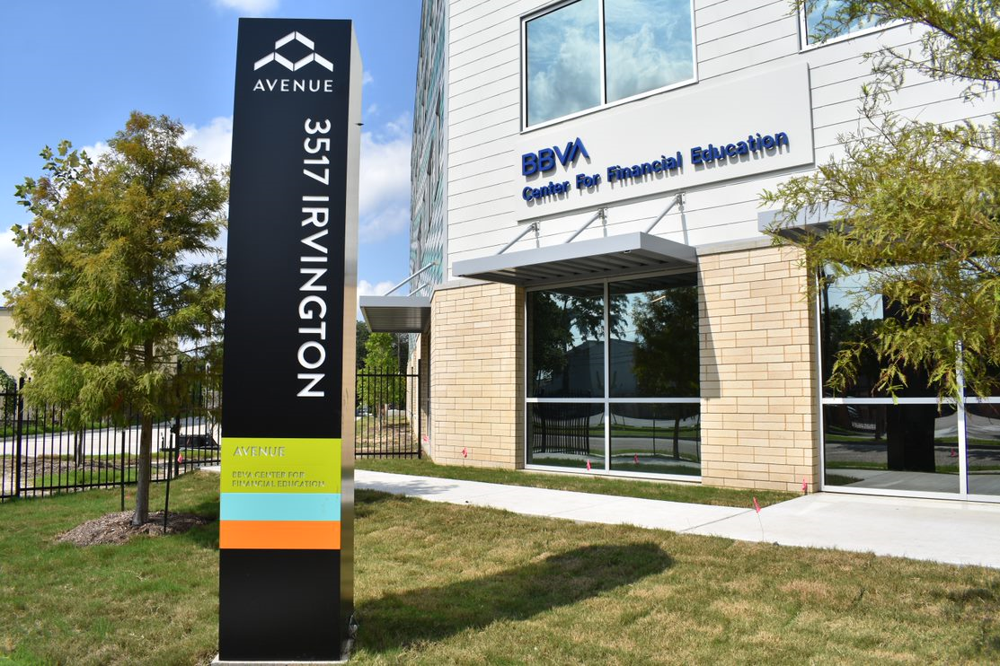 AVENUE
3517 IRVINGTON
AVENUE
BBVA CENTER FOR
FINANCIAL EDUCATION
BBVA
Center For Financial Education